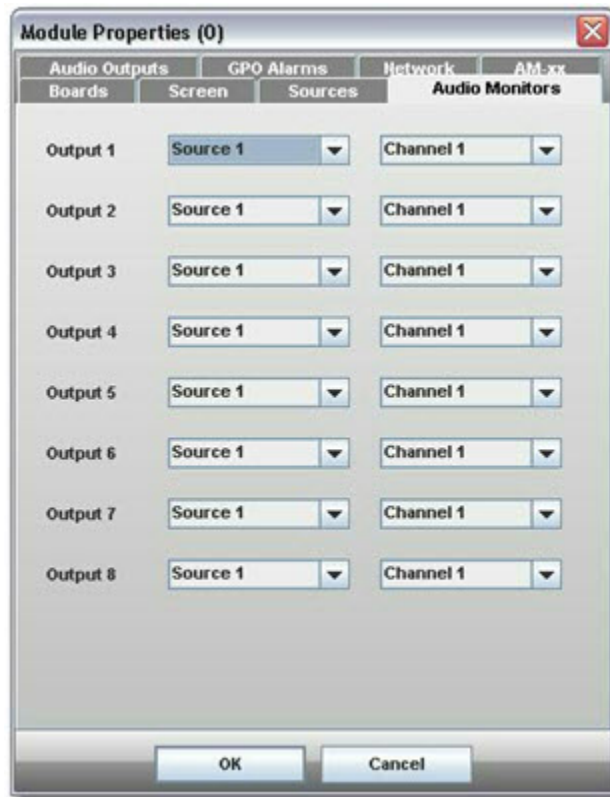 Module Properties (0)
Audio Outputs GPO Alarms Network AM-xx
Boards Screen Sources Audio Monitors
Output 1 Source 1 Channel 1
Output 2 Source 1 Channel 1
Output 3 Source 1 Channel 1
Output 4 Source 1 Channel 1
Output 5 Source 1 Channel 1
Output 6 Source 1 Channel 1
Output 7 Source 1 Channel 1
Output 8 Source 1 Channel 1
OK Cancel